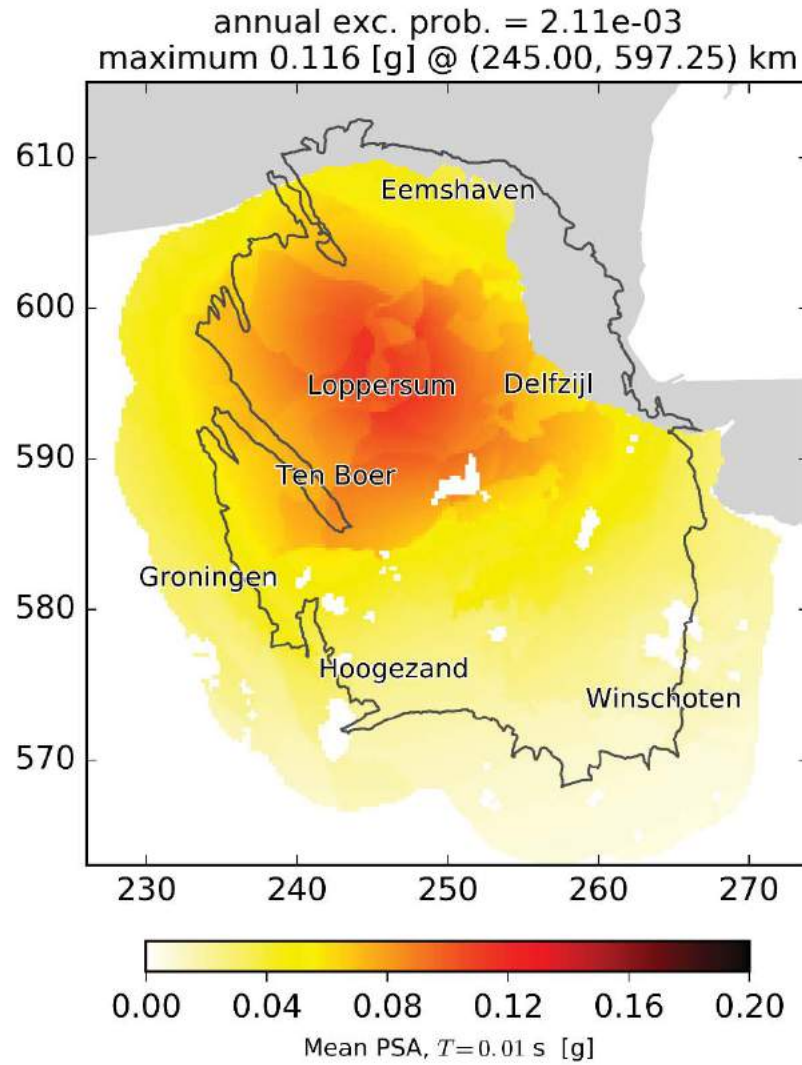 annual exc. prob. = 2.11e-03
maximum 0.116 [g] @ (245.00, 597.25) km
610
Eemshaven
600
Loppersum
Delfzijl
590
Ten Boer
Groningen
580
Hoogezand
Winschoten
570
230
240
250
260
270
0.00
0.04
0.08
0.12
0.16
0.20
Mean PSA, T=0.01 s [g]